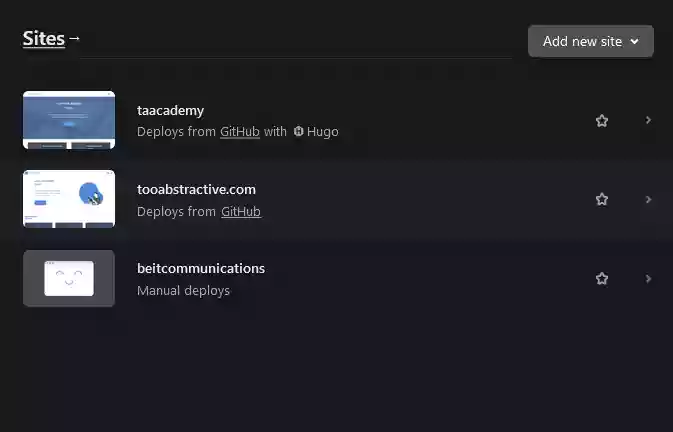 Sites →
Add new site
taacademy
Deploys from GitHub with Hugo
tooabstractive.com
Deploys from GitHub
beitcommunications
Manual deploys